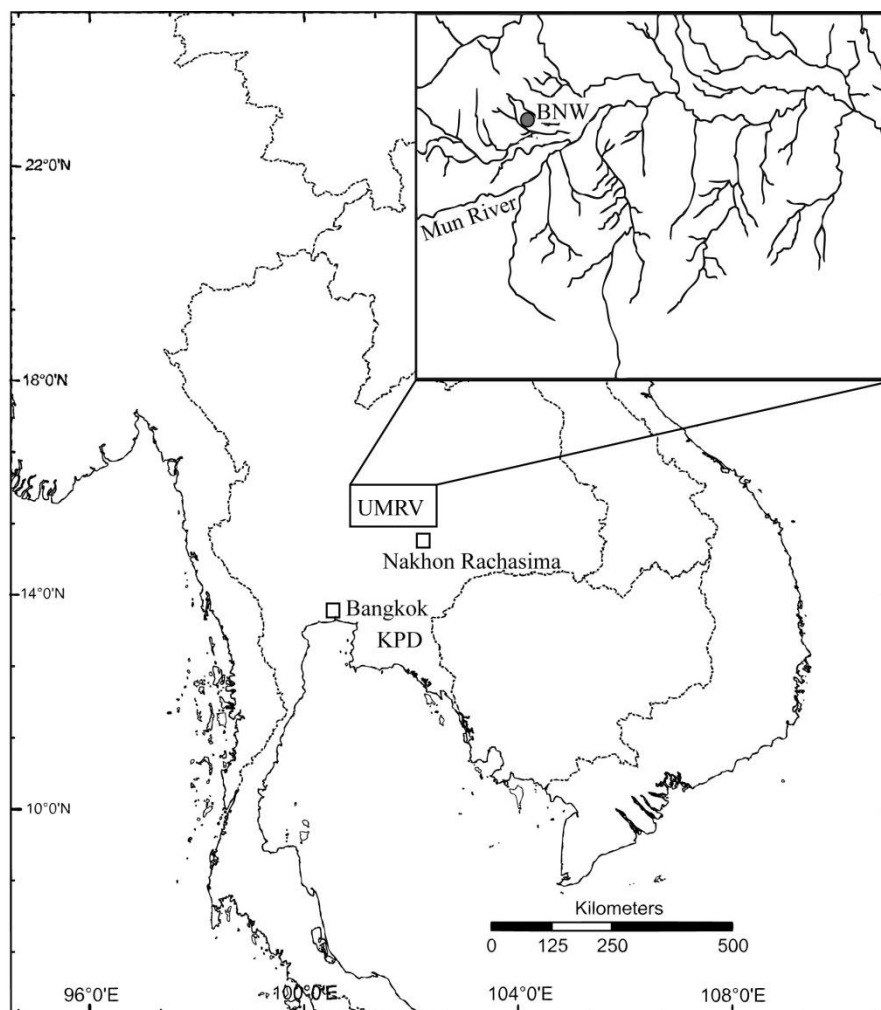 BNW
Mun River
22°0'N
18°0'N
UMRV
Nakhon Rachasima
14°0'N
Bangkok
KPD
10°0'N
Kilometers
0 125 250 500
96°0'E 100°0'E 104°0'E 108°0'E